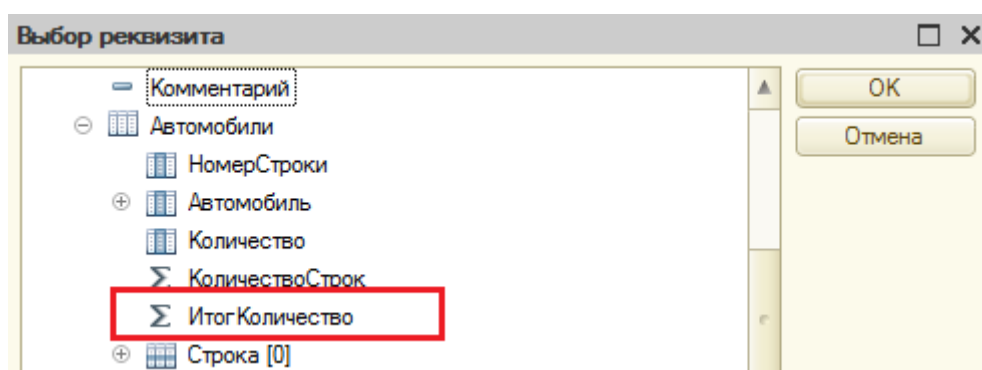 Выбор реквизита
Комментарий
OK
Автомобили
Отмена
НомерСтроки
Автомобиль
Количество
КоличествоСтрок
ИтогКоличество
Строка [0]